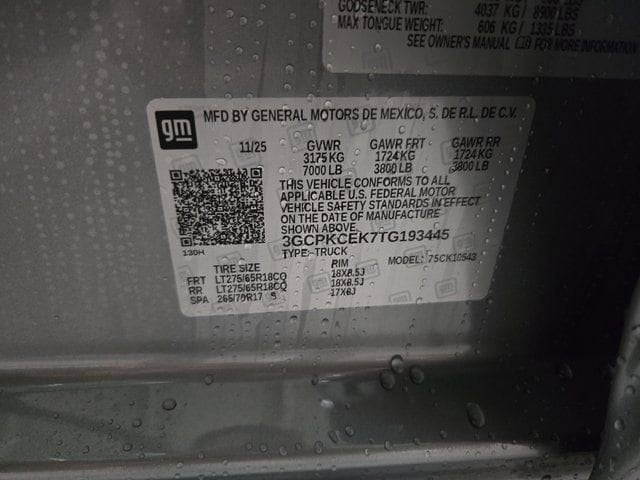 GOOSENECK TWR: 4037 KG / 8900 LBS
MAX TONGUE WEIGHT: 606 KG / 1335 LBS
SEE OWNER'S MANUAL FOR MORE INFORMATION
gm MFD BY GENERAL MOTORS DE MEXICO, S. DE R.L. DE C.V.
11/25 GVWR GAWR FRT GAWR RR
3175 KG 1724 KG 1724 KG
7000 LB 3800 LB 3800 LB
THIS VEHICLE CONFORMS TO ALL
APPLICABLE U.S. FEDERAL MOTOR
VEHICLE SAFETY STANDARDS IN EFFECT
ON THE DATE OF MANUFACTURE
SHOWN ABOVE.
3GCPKCEK7TG193445
130H
TYPE: TRUCK MODEL: 75CK10543
TIRE SIZE RIM
FRT LT275/65R18CQ 18X8.5J
RR LT275/65R18CQ 18X8.5J
SPA 265/70R17 S 17X8J